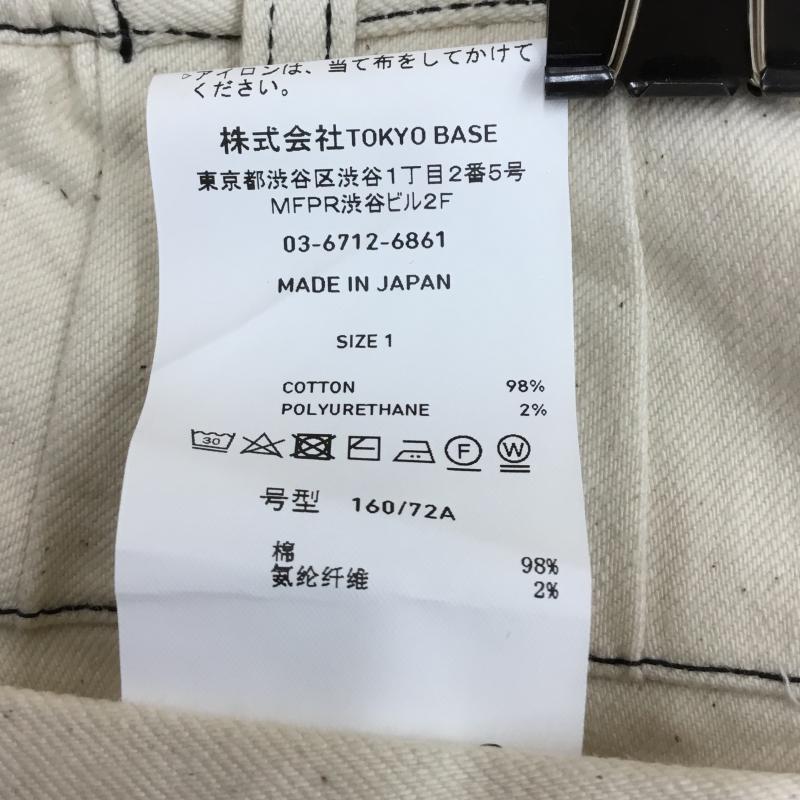 ▷アイロンは、当て布をしてかけて
ください。
株式会社TOKYO BASE
東京都渋谷区渋谷1丁目2番5号
MFPR渋谷ビル2F
03-6712-6861
MADE IN JAPAN
SIZE 1
COTTON 98%
POLYURETHANE 2%
30 F W
号型 160/72A
棉 98%
氨纶纤维 2%